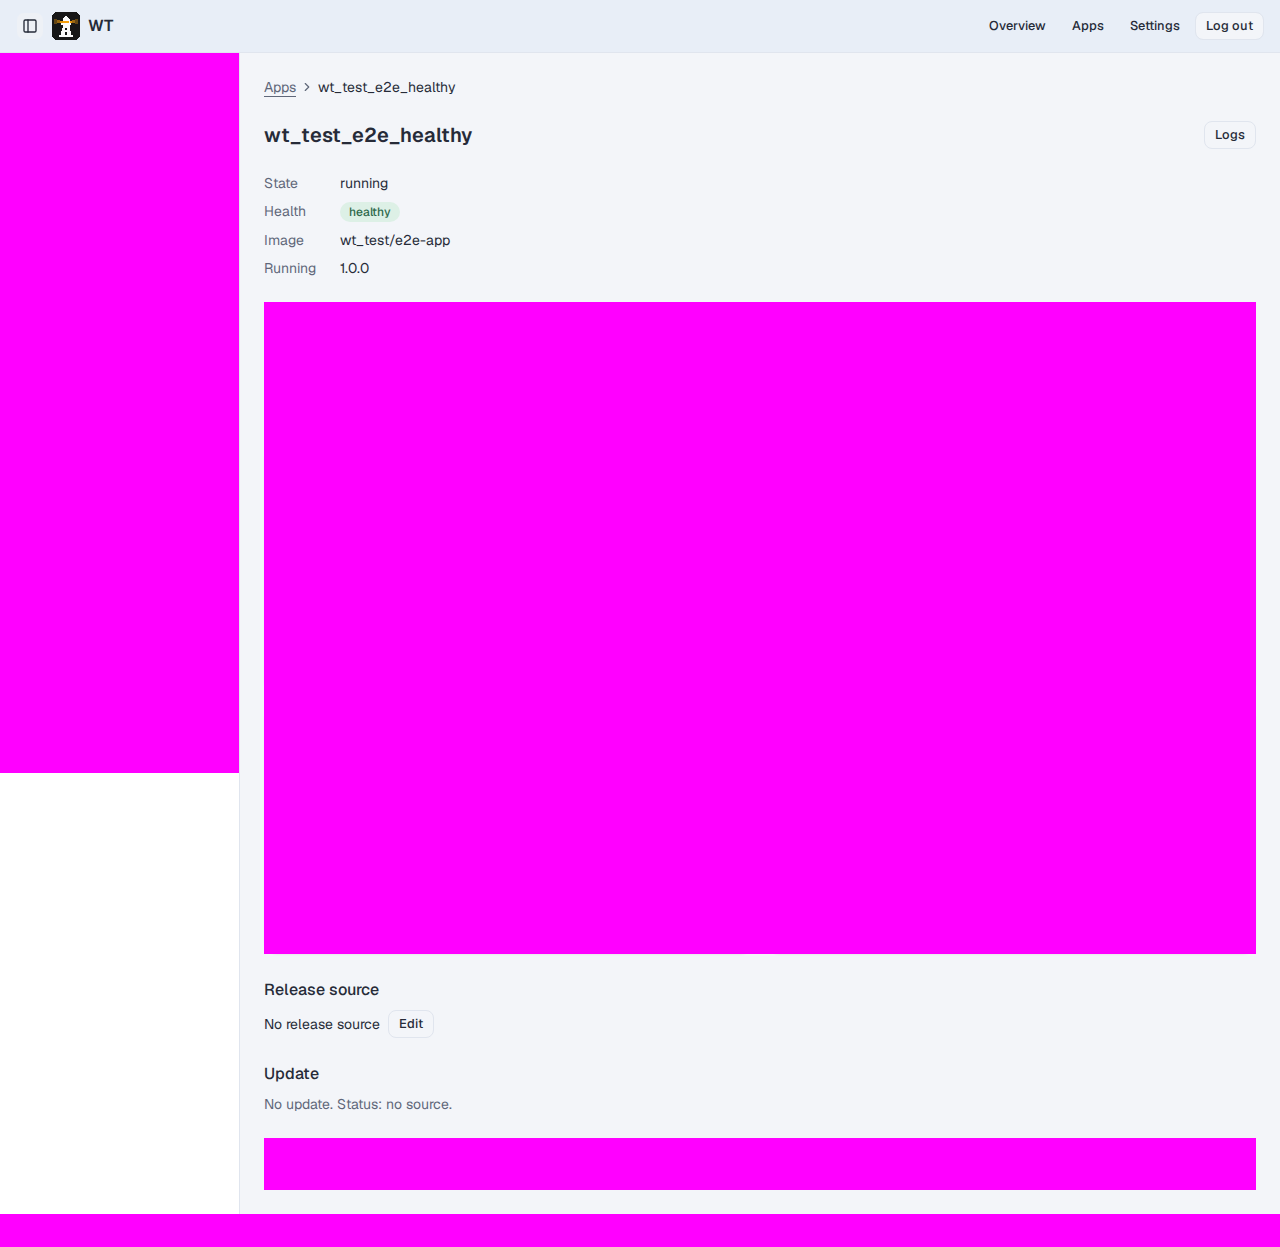 WT
Overview Apps Settings Log out
Apps > wt_test_e2e_healthy
wt_test_e2e_healthy
Logs
State running
Health healthy
Image wt_test/e2e-app
Running 1.0.0
Release source
No release source Edit
Update
No update. Status: no source.